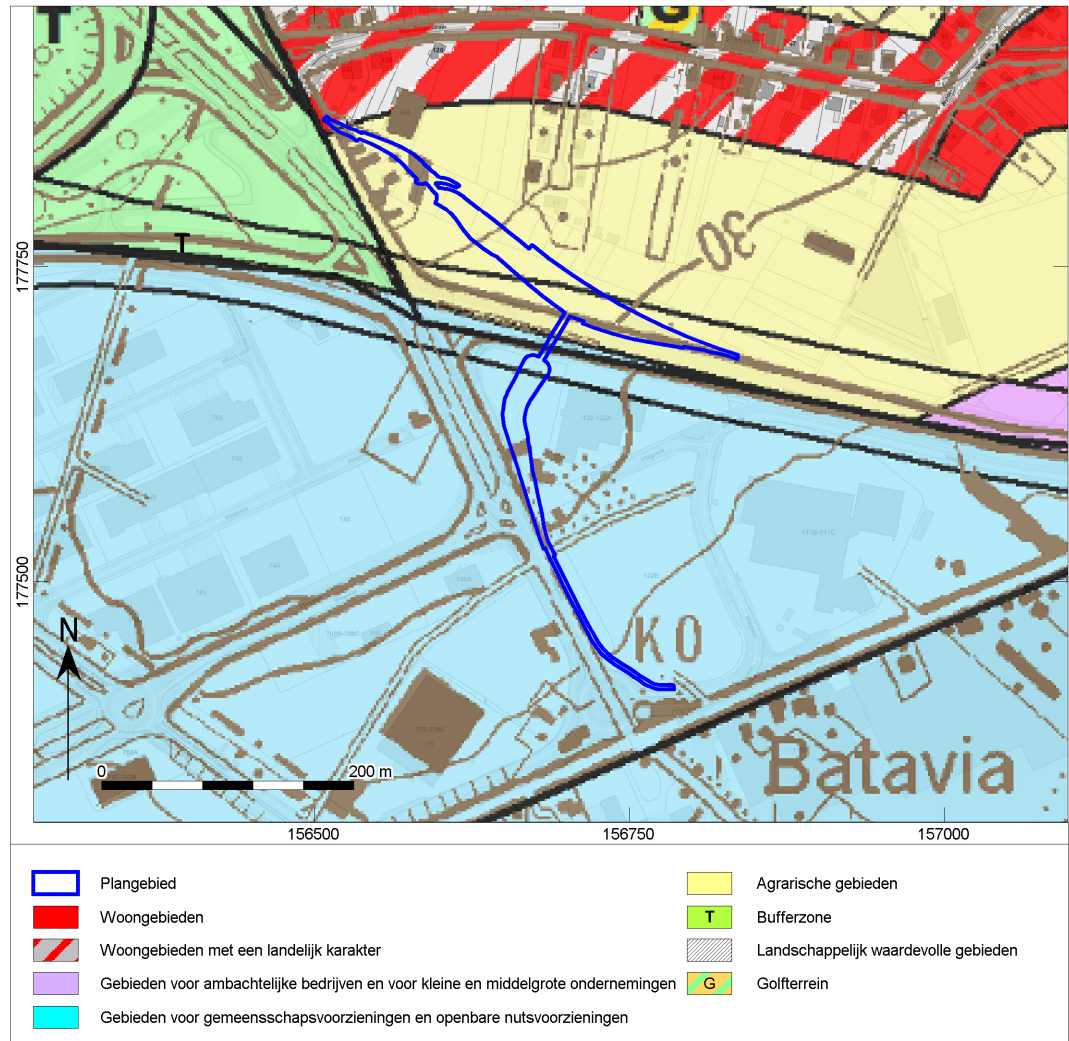 T
G
T
30
177750
177500
K O
N
Batavia
0 200 m
156500 156750 157000
Plangebied
Woongebieden
Woongebieden met een landelijk karakter
Gebieden voor ambachtelijke bedrijven en voor kleine en middelgrote ondernemingen
Gebieden voor gemeensschapsvoorzieningen en openbare nutsvoorzieningen
Agrarische gebieden
T Bufferzone
Landschappelijk waardevolle gebieden
G Golfterrein